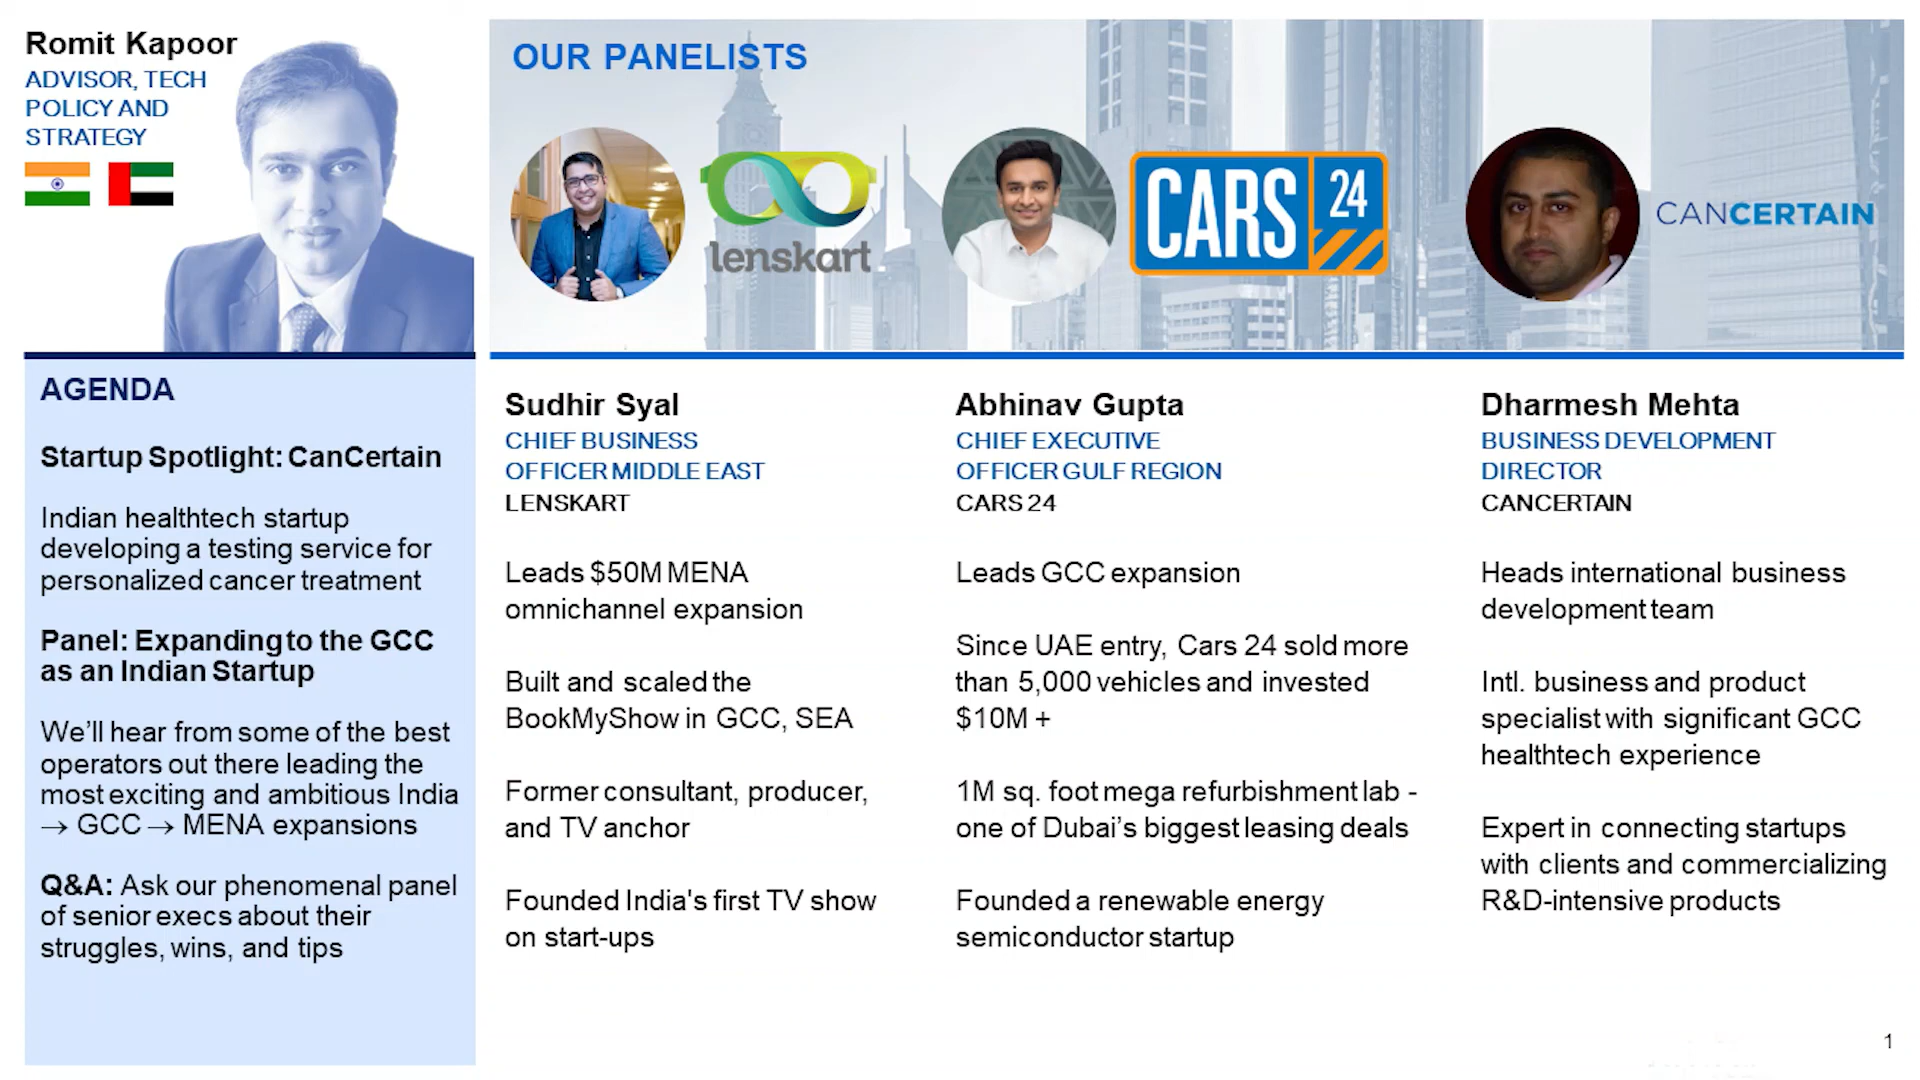 Romit Kapoor
ADVISOR, TECH
POLICY AND
STRATEGY
OUR PANELISTS
lenskart
CARS 24
CANCERTAIN
AGENDA
Startup Spotlight: CanCertain
Indian healthtech startup
developing a testing service for
personalized cancer treatment
Panel: Expanding to the GCC
as an Indian Startup
We’ll hear from some of the best
operators out there leading the
most exciting and ambitious India
→ GCC → MENA expansions
Q&A: Ask our phenomenal panel
of senior execs about their
struggles, wins, and tips
Sudhir Syal
CHIEF BUSINESS
OFFICER MIDDLE EAST
LENSKART
Leads $50M MENA
omnichannel expansion
Built and scaled the
BookMyShow in GCC, SEA
Former consultant, producer,
and TV anchor
Founded India's first TV show
on start-ups
Abhinav Gupta
CHIEF EXECUTIVE
OFFICER GULF REGION
CARS 24
Leads GCC expansion
Since UAE entry, Cars 24 sold more
than 5,000 vehicles and invested
$10M +
1M sq. foot mega refurbishment lab -
one of Dubai’s biggest leasing deals
Founded a renewable energy
semiconductor startup
Dharmesh Mehta
BUSINESS DEVELOPMENT
DIRECTOR
CANCERTAIN
Heads international business
development team
Intl. business and product
specialist with significant GCC
healthtech experience
Expert in connecting startups
with clients and commercializing
R&D-intensive products
1